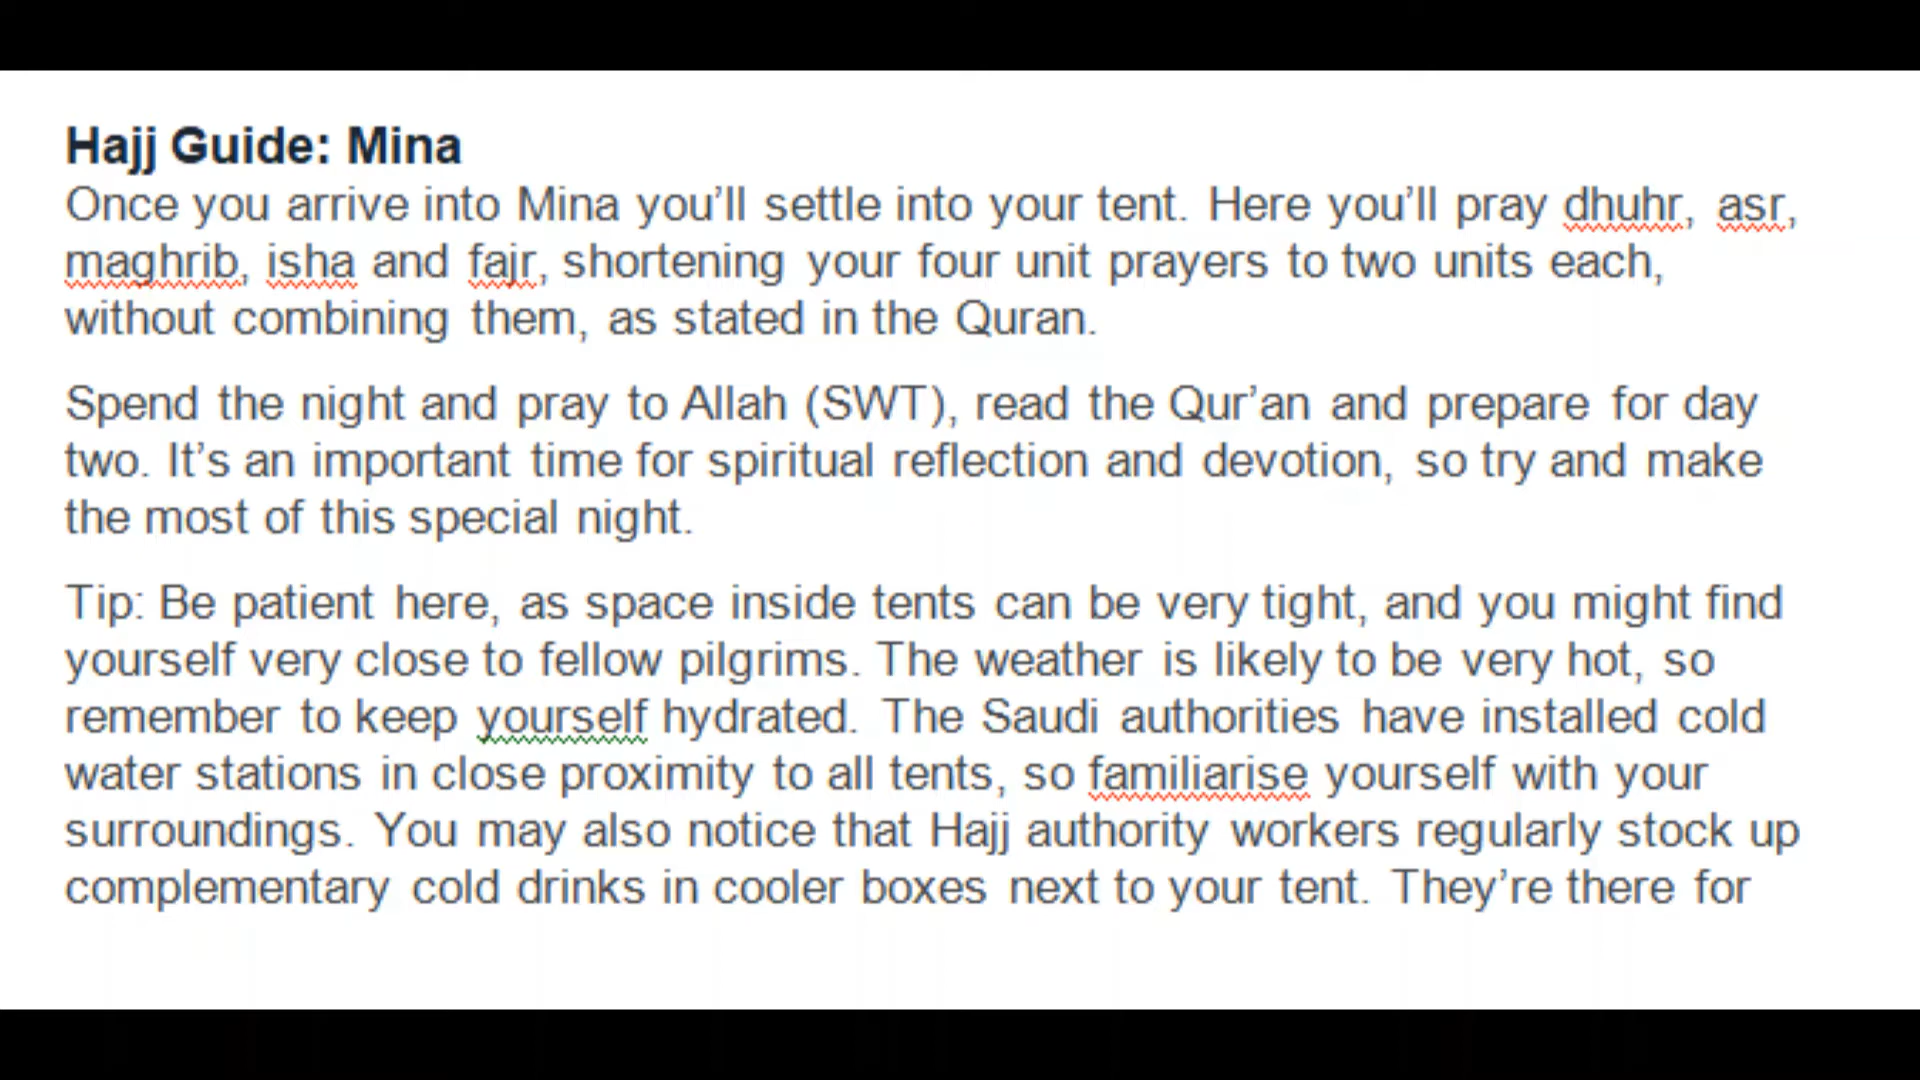 Hajj Guide: Mina
Once you arrive into Mina you’ll settle into your tent. Here you’ll pray dhuhr, asr,
maghrib, isha and fajr, shortening your four unit prayers to two units each,
without combining them, as stated in the Quran.
Spend the night and pray to Allah (SWT), read the Qur’an and prepare for day
two. It’s an important time for spiritual reflection and devotion, so try and make
the most of this special night.
Tip: Be patient here, as space inside tents can be very tight, and you might find
yourself very close to fellow pilgrims. The weather is likely to be very hot, so
remember to keep yourself hydrated. The Saudi authorities have installed cold
water stations in close proximity to all tents, so familiarise yourself with your
surroundings. You may also notice that Hajj authority workers regularly stock up
complementary cold drinks in cooler boxes next to your tent. They’re there for